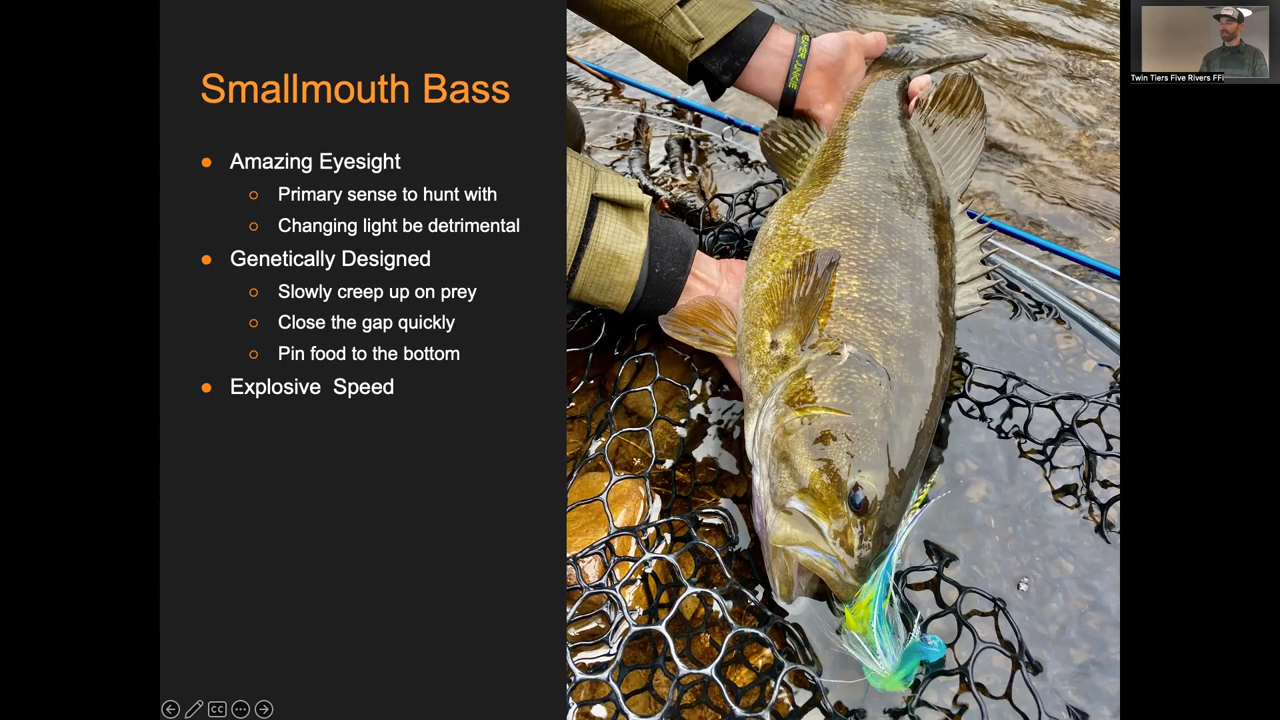 Smallmouth Bass
● Amazing Eyesight
○ Primary sense to hunt with
○ Changing light be detrimental
● Genetically Designed
○ Slowly creep up on prey
○ Close the gap quickly
○ Pin food to the bottom
● Explosive  Speed
Twin Tiers Five Rivers FFi
CC